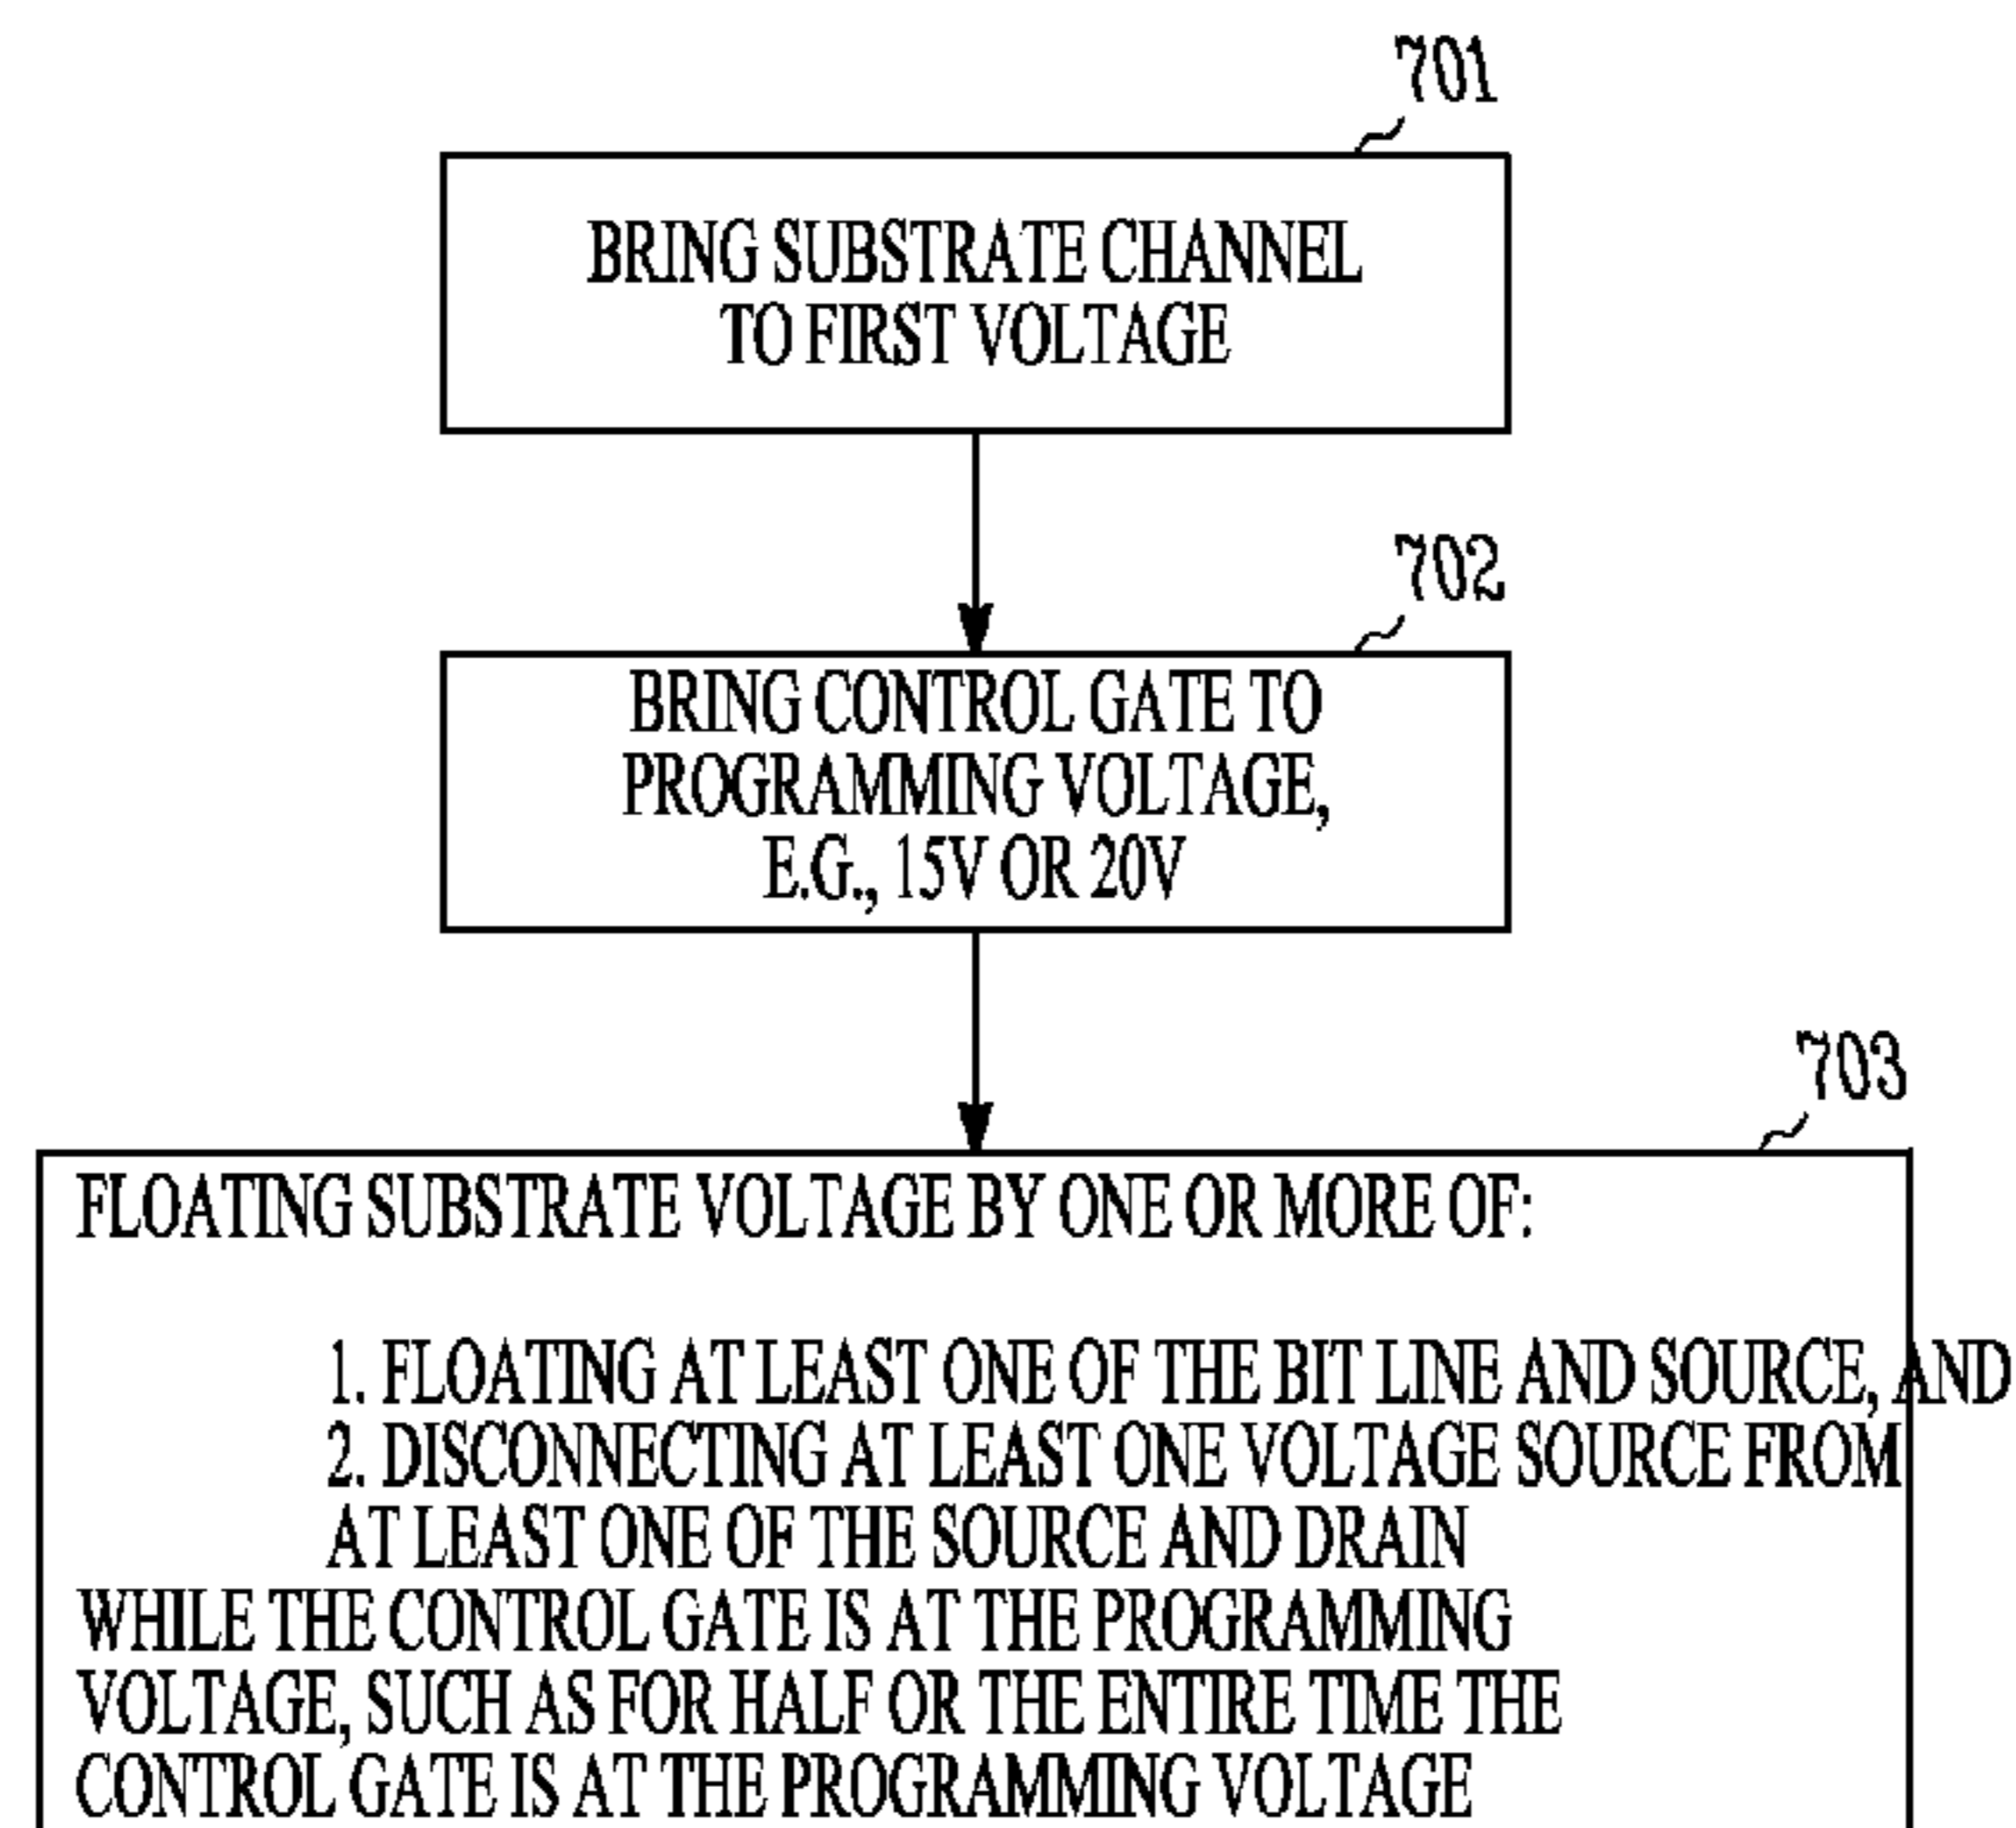 701
BRING SUBSTRATE CHANNEL
TO FIRST VOLTAGE
702
BRING CONTROL GATE TO
PROGRAMMING VOLTAGE,
E.G., 15V OR 20V
703
FLOATING SUBSTRATE VOLTAGE BY ONE OR MORE OF:
1. FLOATING AT LEAST ONE OF THE BIT LINE AND SOURCE, AND
2. DISCONNECTING AT LEAST ONE VOLTAGE SOURCE FROM
AT LEAST ONE OF THE SOURCE AND DRAIN
WHILE THE CONTROL GATE IS AT THE PROGRAMMING
VOLTAGE, SUCH AS FOR HALF OR THE ENTIRE TIME THE
CONTROL GATE IS AT THE PROGRAMMING VOLTAGE